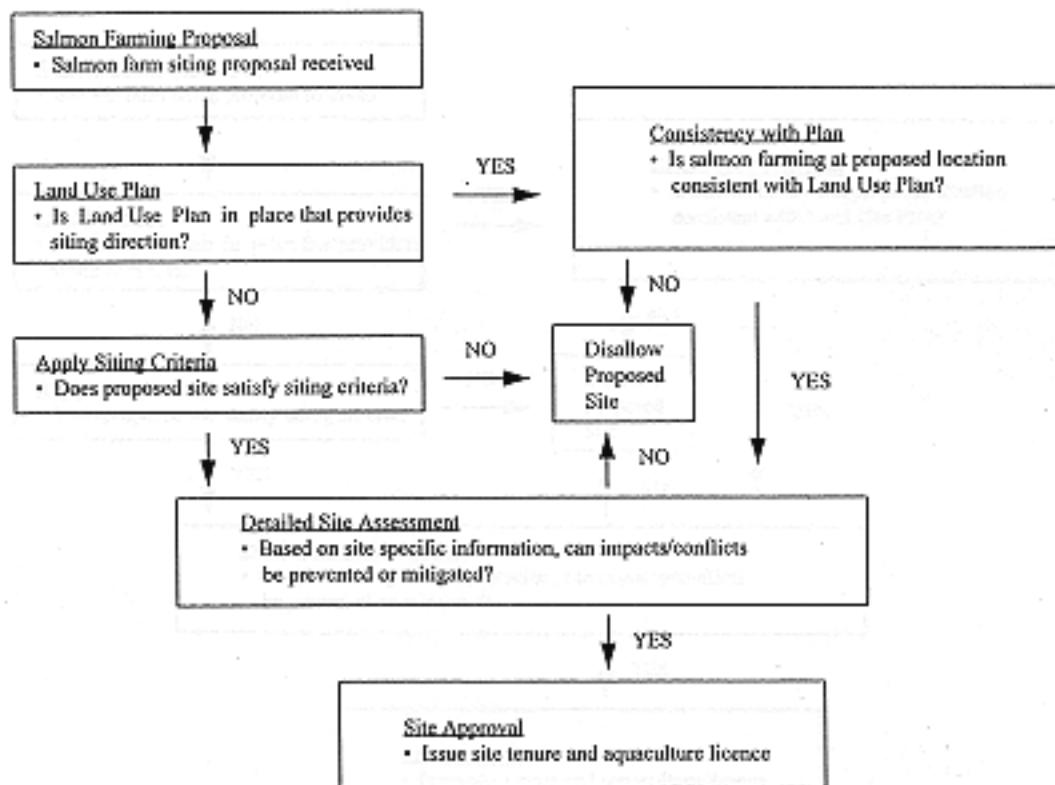 Salmon Farming Proposal
• Salmon farm siting proposal received
YES
Consistency with Plan
• Is salmon farming at proposed location
consistent with Land Use Plan?
Land Use Plan
• Is Land Use Plan in place that provides
siting direction?
NO
NO
Apply Siting Criteria
• Does proposed site satisfy siting criteria?
NO
Disallow
Proposed
Site
YES
YES
NO
Detailed Site Assessment
• Based on site specific information, can impacts/conflicts
be prevented or mitigated?
YES
Site Approval
• Issue site tenure and aquaculture licence